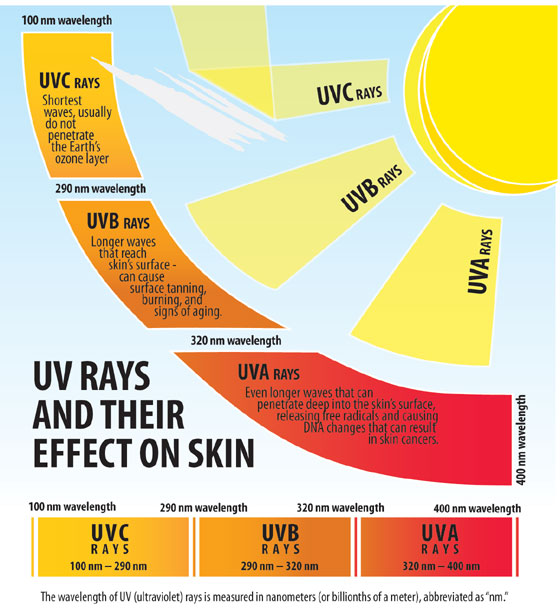 100 nm wavelength
UVC RAYS
Shortest
waves, usually
do not
penetrate
the Earth's
ozone layer
UVC RAYS
UVB RAYS
UVA RAYS
290 nm wavelength
UVB RAYS
Longer waves
that reach
skin's surface -
can cause
surface tanning,
burning, and
signs of aging.
320 nm wavelength
UVA RAYS
Even longer waves that can
penetrate deep into the skin's surface,
releasing free radicals and causing
DNA changes that can result
in skin cancers.
400 nm wavelength
UV RAYS
AND THEIR
EFFECT ON SKIN
100 nm wavelength 290 nm wavelength 320 nm wavelength 400 nm wavelength
UVC UVB UVA
RAYS RAYS RAYS
100 nm – 290 nm 290 nm – 320 nm 320 nm – 400 nm
The wavelength of UV (ultraviolet) rays is measured in nanometers (or billionths of a meter), abbreviated as "nm."